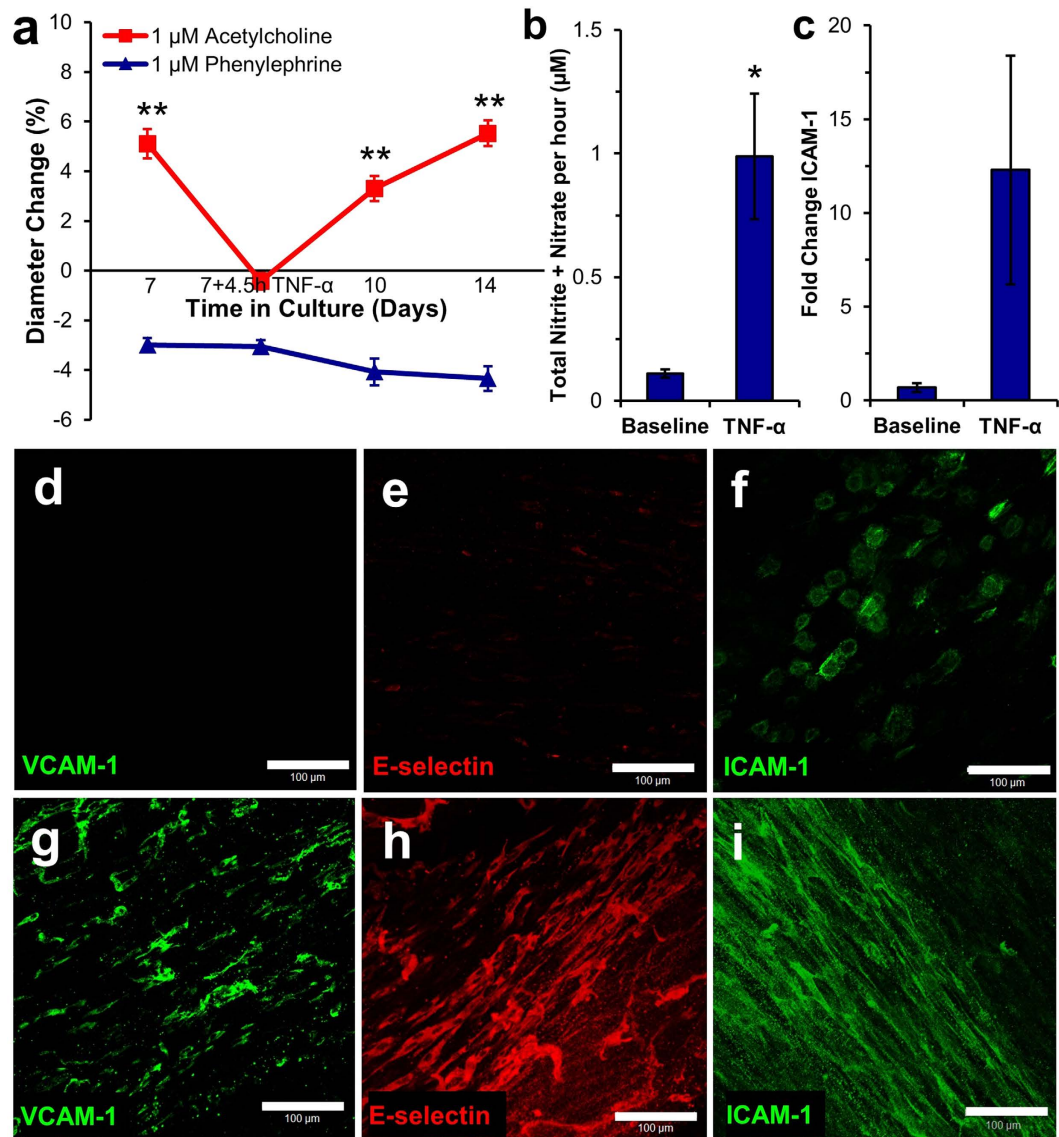 a
10
8
6
4
2
0
-2
-4
-6
Diameter Change (%)
1 µM Acetylcholine
1 µM Phenylephrine
**
**
**
7
7+4.5h TNF-α
10
14
Time in Culture (Days)
b
1.5
1
0.5
0
Total Nitrite + Nitrate per hour (µM)
*
Baseline
TNF-α
c
20
15
10
5
0
Fold Change ICAM-1
Baseline
TNF-α
d
VCAM-1
100 µm
e
E-selectin
100 µm
f
ICAM-1
100 µm
g
VCAM-1
100 µm
h
E-selectin
100 µm
i
ICAM-1
100 µm